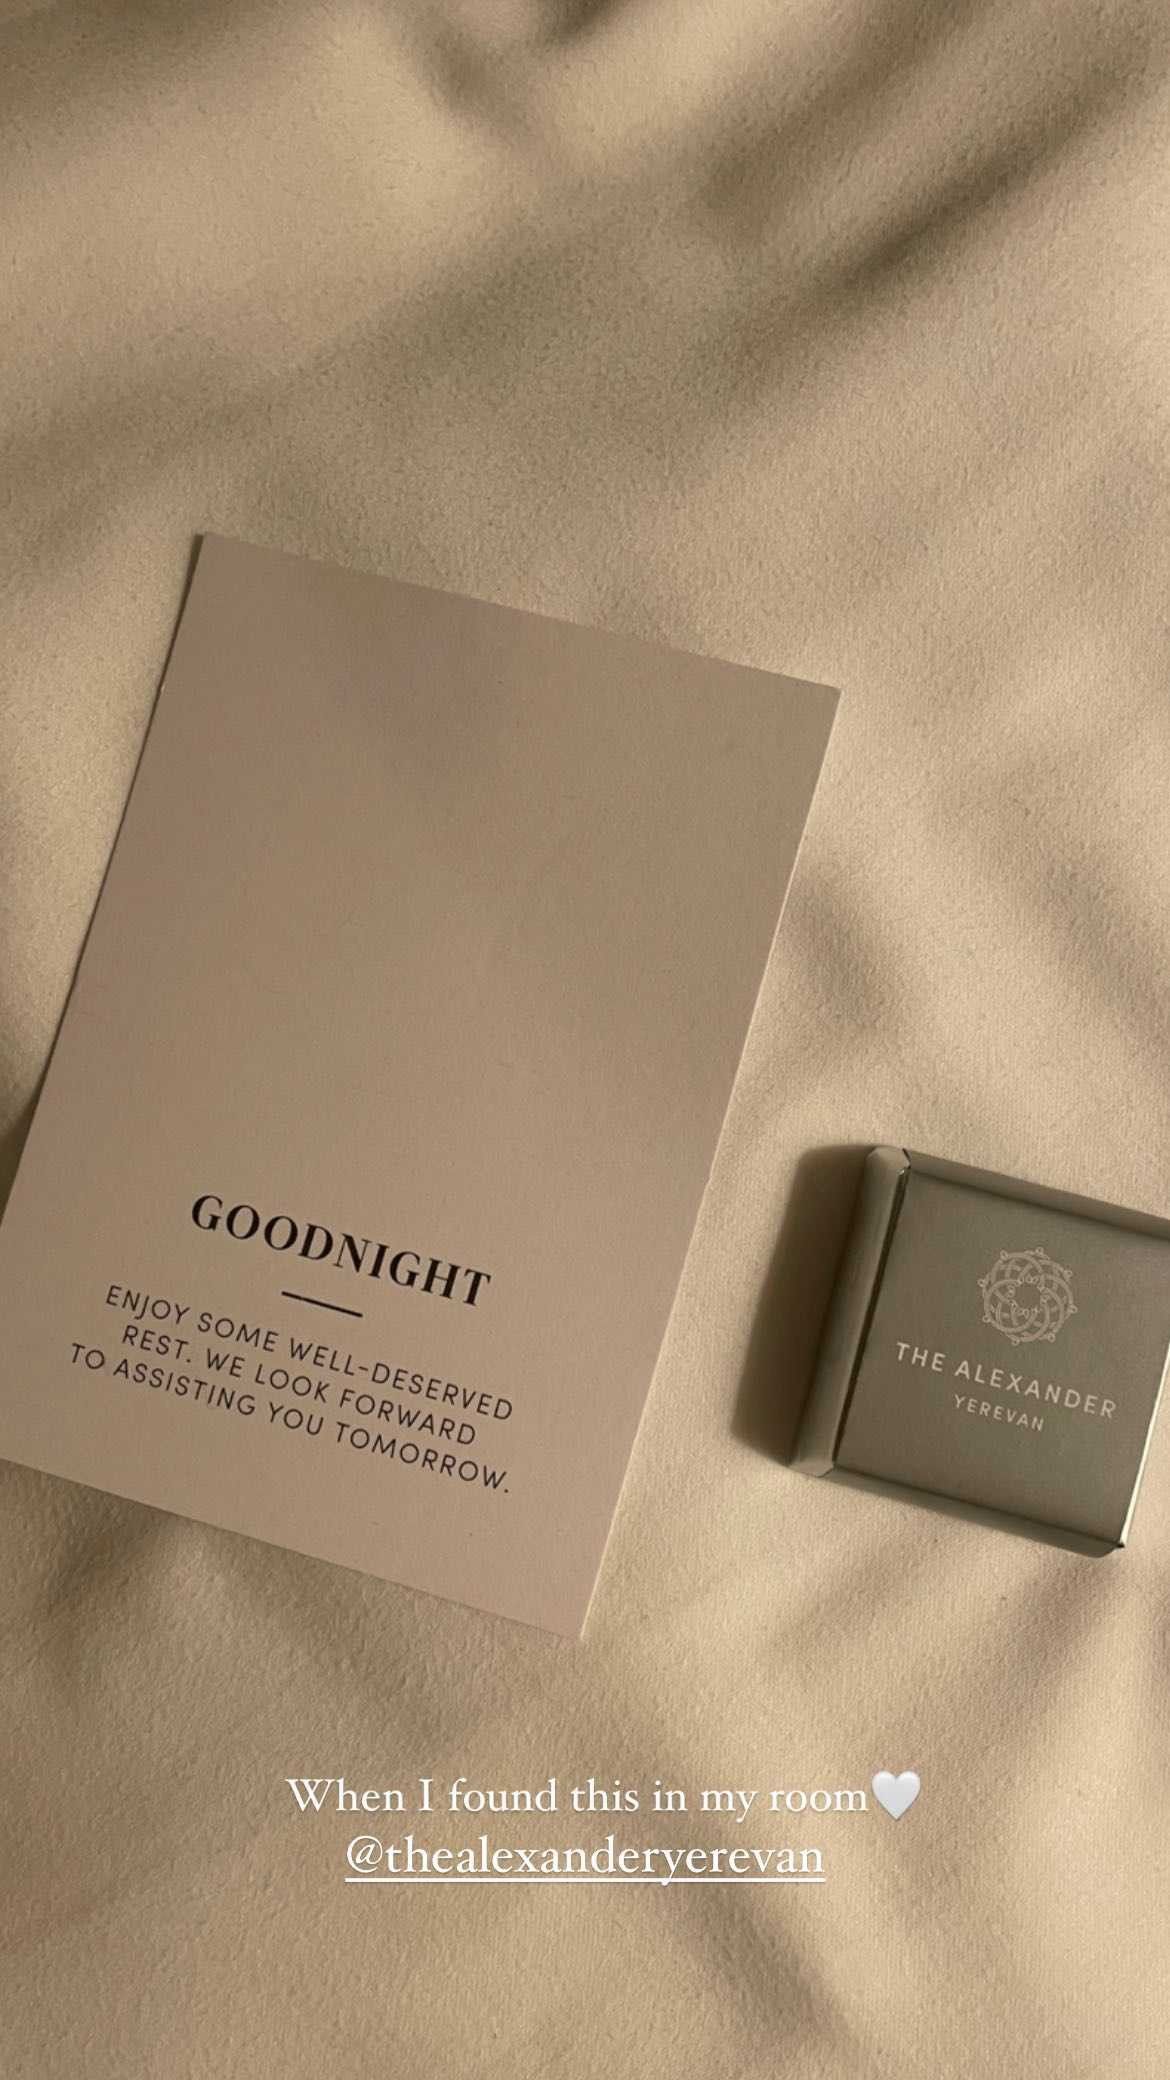 GOODNIGHT
ENJOY SOME WELL-DESERVED
REST. WE LOOK FORWARD
TO ASSISTING YOU TOMORROW.
THE ALEXANDER
YEREVAN
When I found this in my room🤍
@thealexanderyerevan